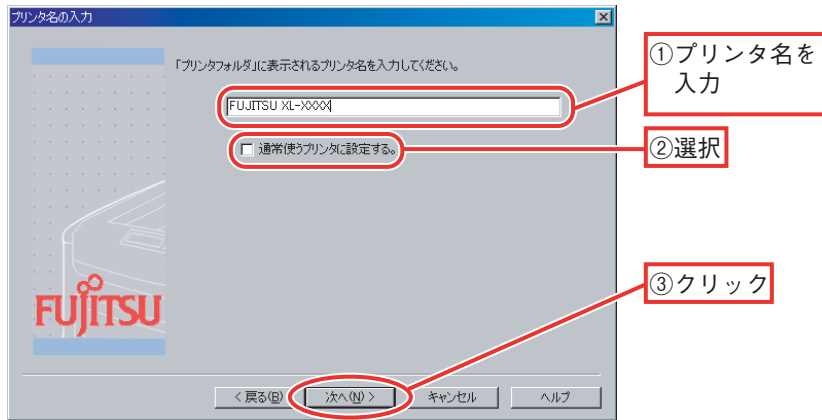 プリンタ名の入力
「プリンタフォルダ」に表示されるプリンタ名を入力してください。
FUJITSU XL-XXXX
通常使うプリンタに設定する。
FUJITSU
< 戻る(B)
次へ(N) >
キャンセル
ヘルプ
①プリンタ名を
入力
②選択
③クリック